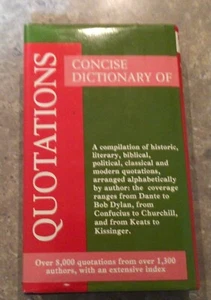 QUOTATIONS
CONCISE
DICTIONARY OF
A compilation of historic,
literary, biblical,
political, classical and
modern quotations,
arranged alphabetically
by author: the coverage
ranges from Dante to
Bob Dylan, from
Confucius to Churchill,
and from Keats to
Kissinger.
Over 8,000 quotations from over 1,300
authors, with an extensive index